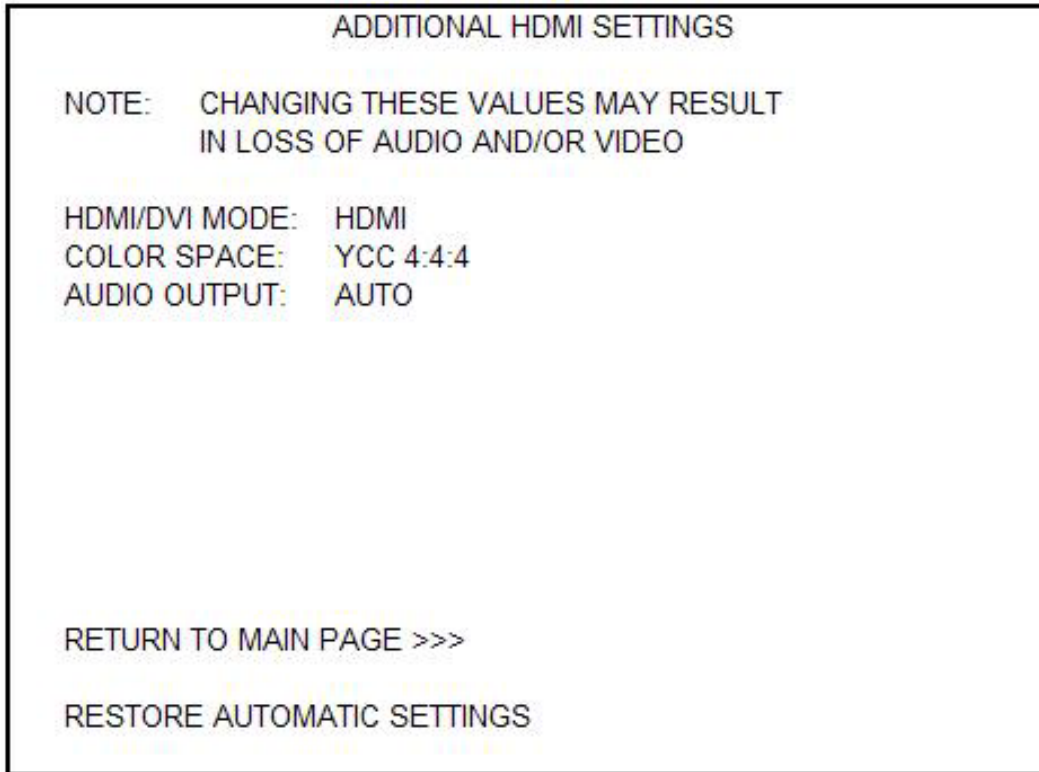 ADDITIONAL HDMI SETTINGS
NOTE: CHANGING THESE VALUES MAY RESULT
IN LOSS OF AUDIO AND/OR VIDEO
HDMI/DVI MODE: HDMI
COLOR SPACE: YCC 4:4:4
AUDIO OUTPUT: AUTO
RETURN TO MAIN PAGE >>>
RESTORE AUTOMATIC SETTINGS